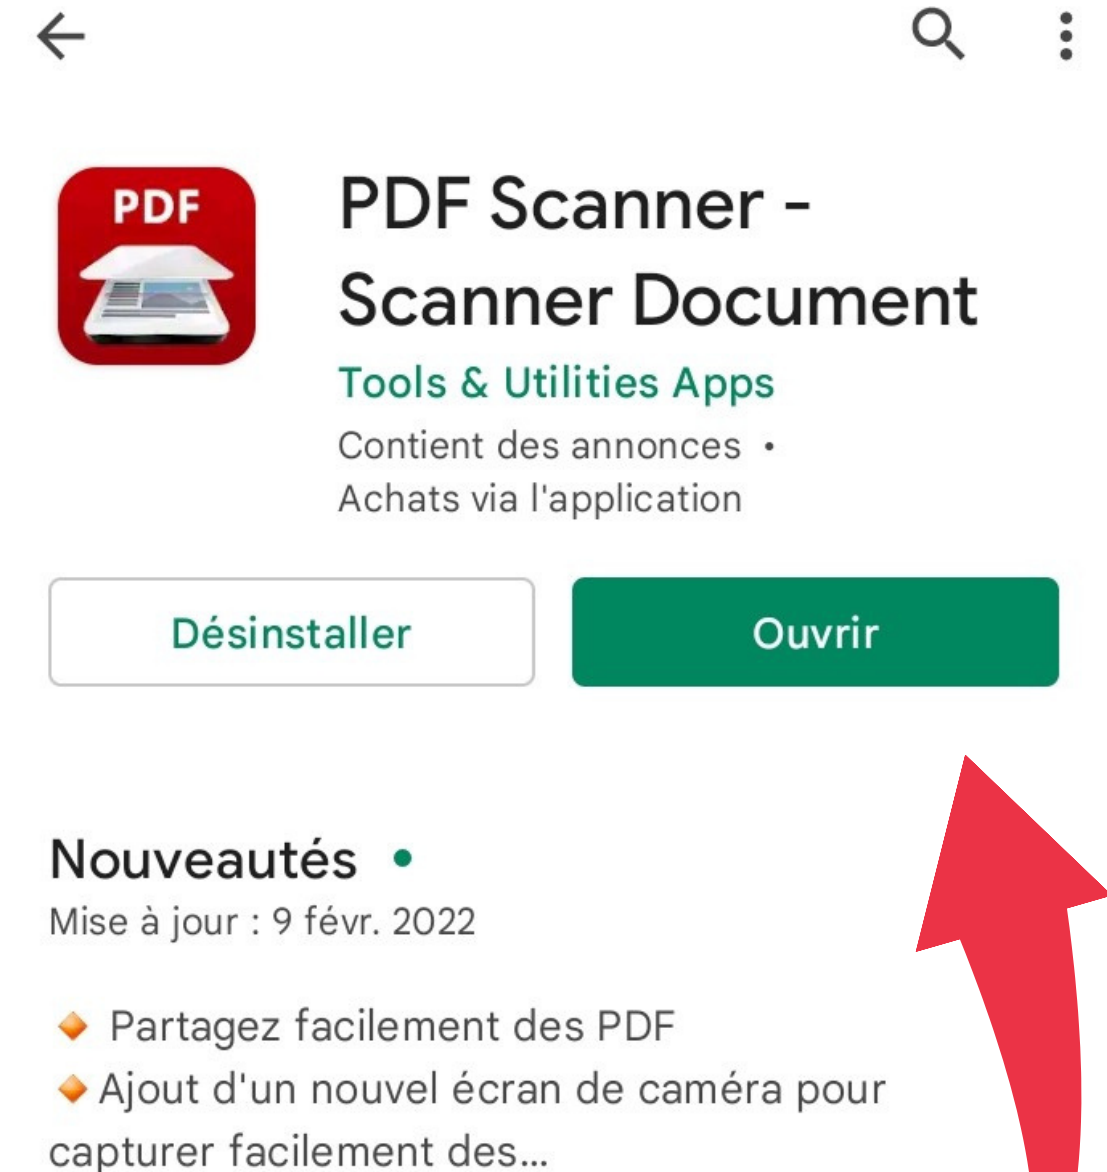 PDF
PDF Scanner -
Scanner Document
Tools & Utilities Apps
Contient des annonces •
Achats via l'application
Désinstaller
Ouvrir
Nouveautés •
Mise à jour : 9 févr. 2022
🔸 Partagez facilement des PDF
🔸Ajout d'un nouvel écran de caméra pour
capturer facilement des...